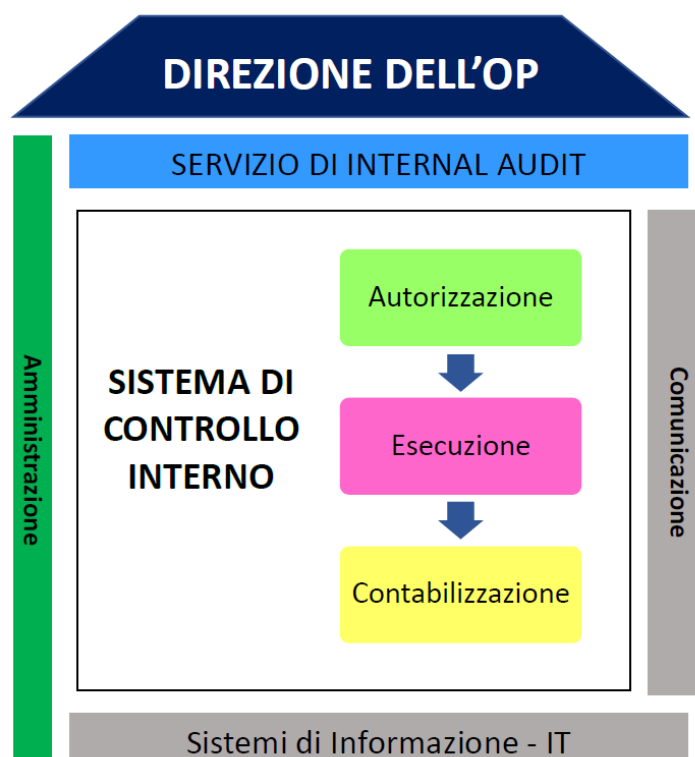 DIREZIONE DELL'OP
SERVIZIO DI INTERNAL AUDIT
Amministrazione
SISTEMA DI
CONTROLLO
INTERNO
Autorizzazione
Esecuzione
Contabilizzazione
Comunicazione
Sistemi di Informazione - IT